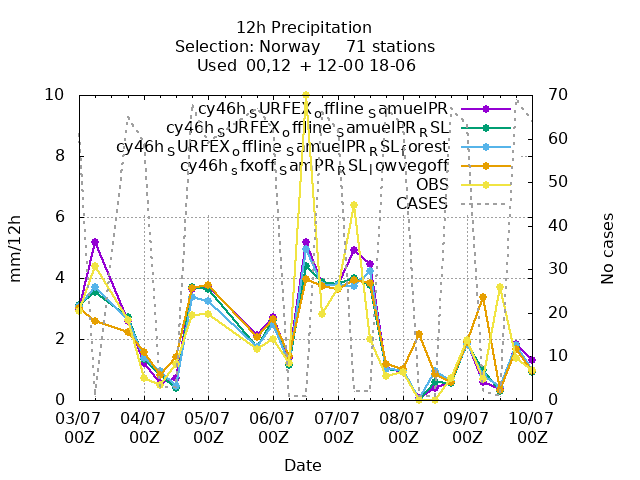 12h Precipitation
Selection: Norway 71 stations
Used 00,12 + 12-00 18-06
10 70
cy46h_SURFEX_offline_SamuelPR
cy46h_SURFEX_offline_SamuelPR_RSL 60
8 cy46h_SURFEX_offline_SamuelPR_RSL_forest
cy46h_sfxoff_SamPR_RSL_lowvegoff
OBS 50
CASES
6 40
mm/12h
No cases
4 30
20
2
10
0 0
03/07 04/07 05/07 06/07 07/07 08/07 09/07 10/07
00Z 00Z 00Z 00Z 00Z 00Z 00Z 00Z
Date